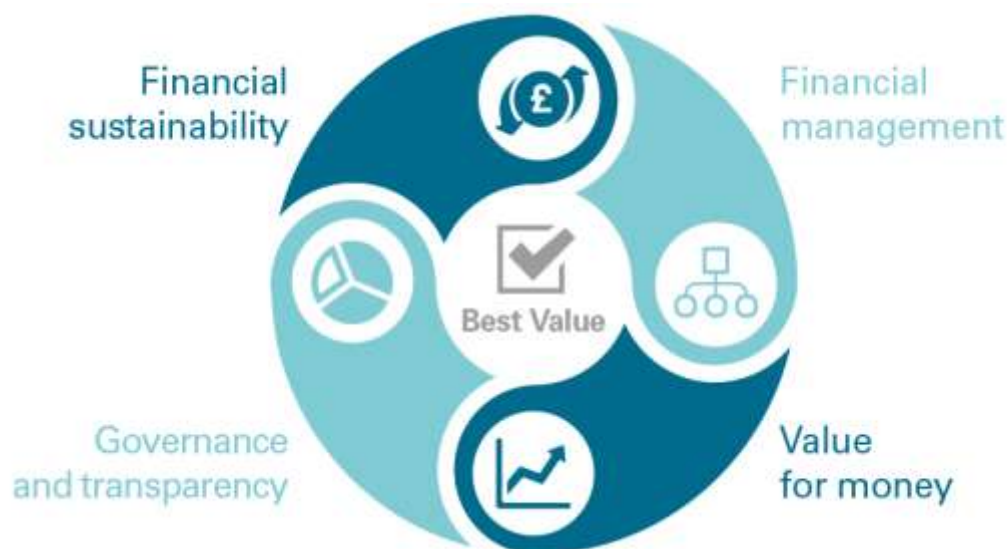 Financial
sustainability
£
Financial
management
Best Value
Governance
and transparency
Value
for money